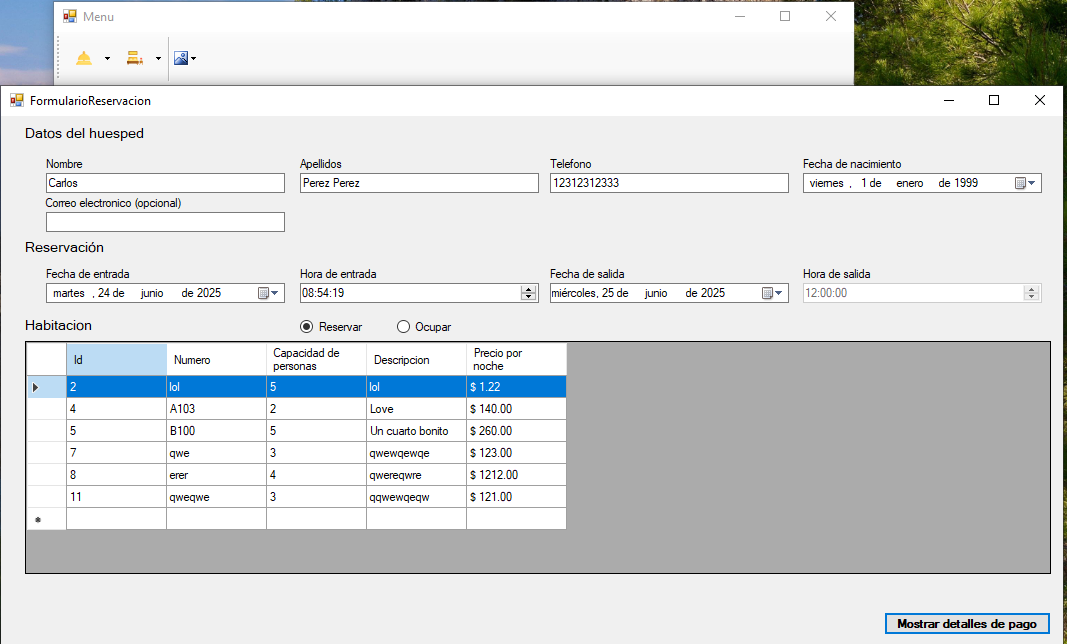 Menu
FormularioReservacion
Datos del huesped
Nombre Apellidos Telefono Fecha de nacimiento
Carlos Perez Perez 12312312333 viernes , 1 de enero de 1999
Correo electronico (opcional)
Reservación
Fecha de entrada Hora de entrada Fecha de salida Hora de salida
martes , 24 de junio de 2025 08:54:19 miércoles, 25 de junio de 2025 12:00:00
Habitacion Reservar Ocupar
Id Numero Capacidad de personas Descripcion Precio por noche
2 lol 5 lol $ 1.22
4 A103 2 Love $ 140.00
5 B100 5 Un cuarto bonito $ 260.00
7 qwe 3 qwewqewqe $ 123.00
8 erer 4 qwereqwre $ 1212.00
11 qweqwe 3 qqwewqeqw $ 121.00
Mostrar detalles de pago